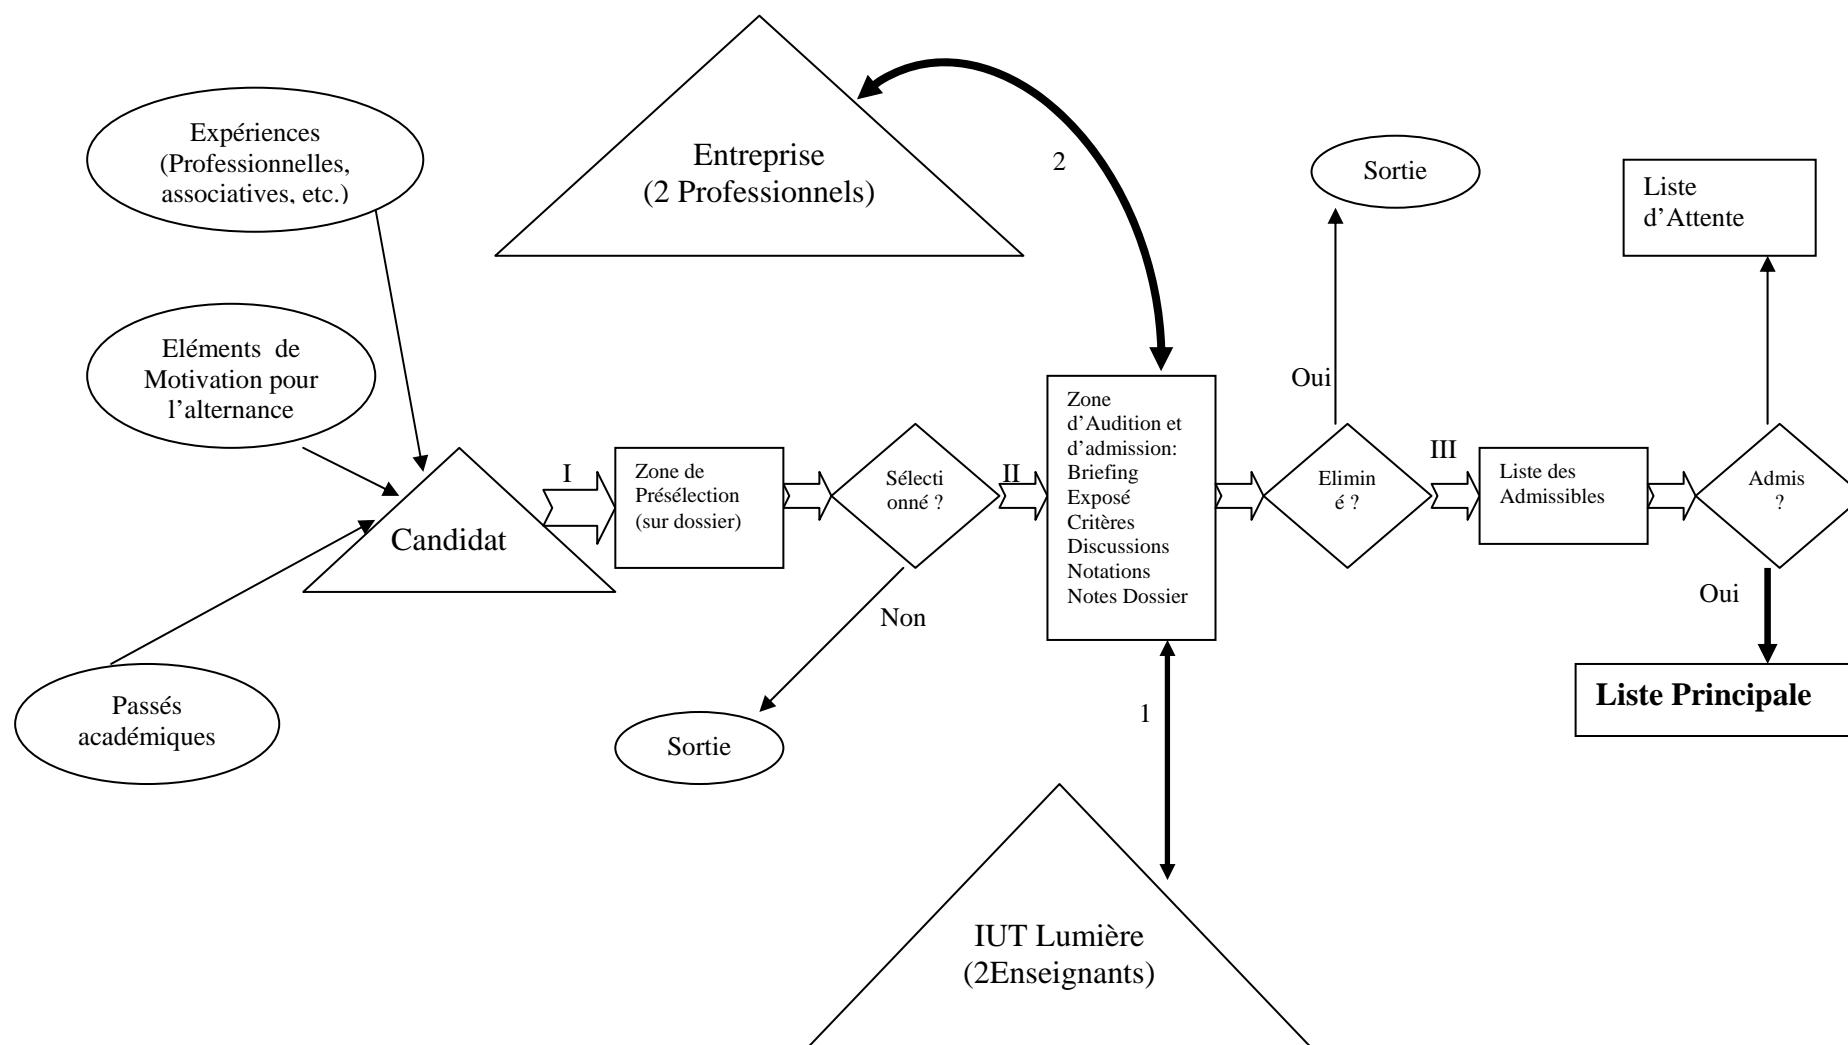 Expériences
(Professionnelles,
associatives, etc.)
Entreprise
(2 Professionnels)
2
Sortie
Liste
d’Attente
Eléments  de
Motivation pour
l’alternance
Oui
Candidat
I
Zone de
Présélection
(sur dossier)
Sélecti
onné ?
II
Zone
d’Audition et
d’admission:
Briefing
Exposé
Critères
Discussions
Notations
Notes Dossier
Elimin
é ?
III
Liste des
Admissibles
Admis
?
Non
Oui
Liste Principale
Passés
académiques
Sortie
1
IUT Lumière
(2Enseignants)